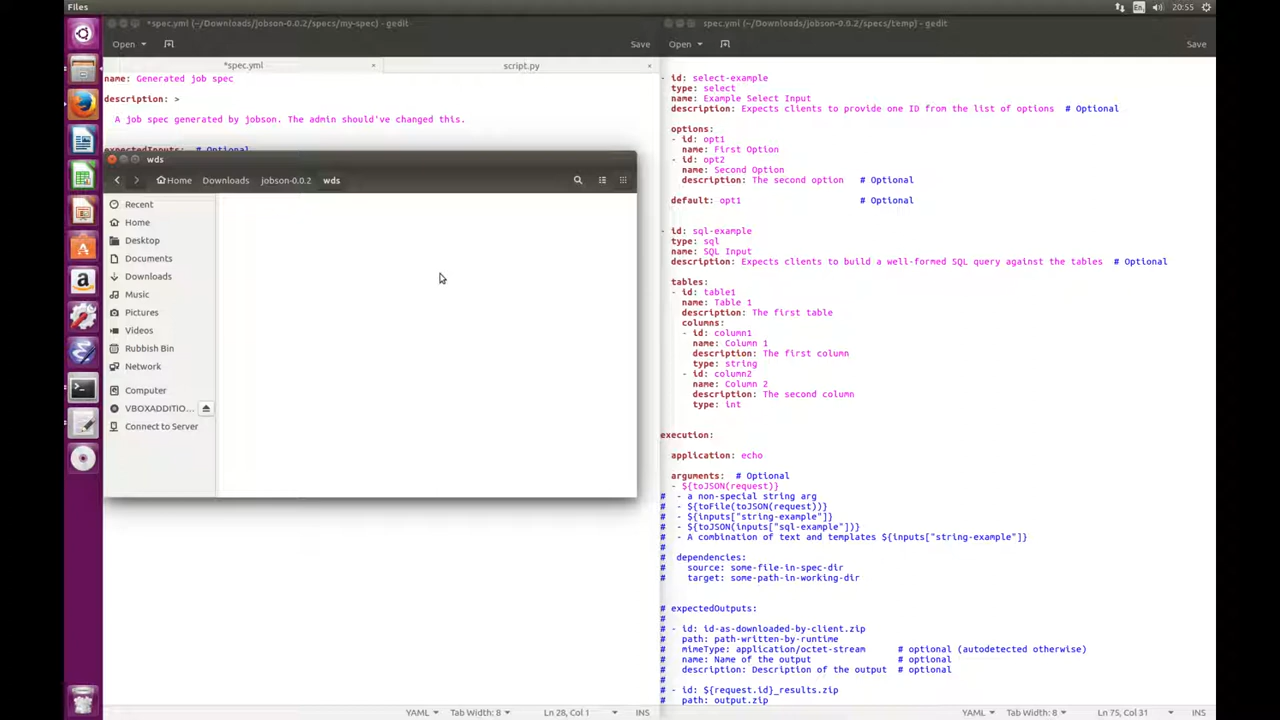 Files
En
20:55
*spec.yml (~/Downloads/jobson-0.0.2/specs/my-spec) - gedit
Open
Save
*spec.yml
×
script.py
×
name: Generated job spec
description: >
A job spec generated by jobson. The admin should've changed this.
expectedInputs: # Optional
wds
Home
Downloads
jobson-0.0.2
wds
Recent
Home
Desktop
Documents
Downloads
Music
Pictures
Videos
Rubbish Bin
Network
Computer
VBOXADDITIO...
Connect to Server
YAML
Tab Width: 8
Ln 28, Col 1
INS
spec.yml (~/Downloads/jobson-0.0.2/specs/temp) - gedit
Open
Save
- id: select-example
type: select
name: Example Select Input
description: Expects clients to provide one ID from the list of options # Optional
options:
- id: opt1
name: First Option
- id: opt2
name: Second Option
description: The second option # Optional
default: opt1 # Optional
- id: sql-example
type: sql
name: SQL Input
description: Expects clients to build a well-formed SQL query against the tables # Optional
tables:
- id: table1
name: Table 1
description: The first table
columns:
- id: column1
name: Column 1
description: The first column
type: string
- id: column2
name: Column 2
description: The second column
type: int
execution:
application: echo
arguments: # Optional
- ${toJSON(request)}
# - a non-special string arg
# - ${toFile(toJSON(request))}
# - ${inputs["string-example"]}
# - ${toJSON(inputs["sql-example"])}
# - A combination of text and templates ${inputs["string-example"]}
#
# dependencies:
# source: some-file-in-spec-dir
# target: some-path-in-working-dir
# expectedOutputs:
#
# - id: id-as-downloaded-by-client.zip
# path: path-written-by-runtime
# mimeType: application/octet-stream # optional (autodetected otherwise)
# name: Name of the output # optional
# description: Description of the output # optional
#
# - id: ${request.id}_results.zip
# path: output.zip
YAML
Tab Width: 8
Ln 75, Col 31
INS